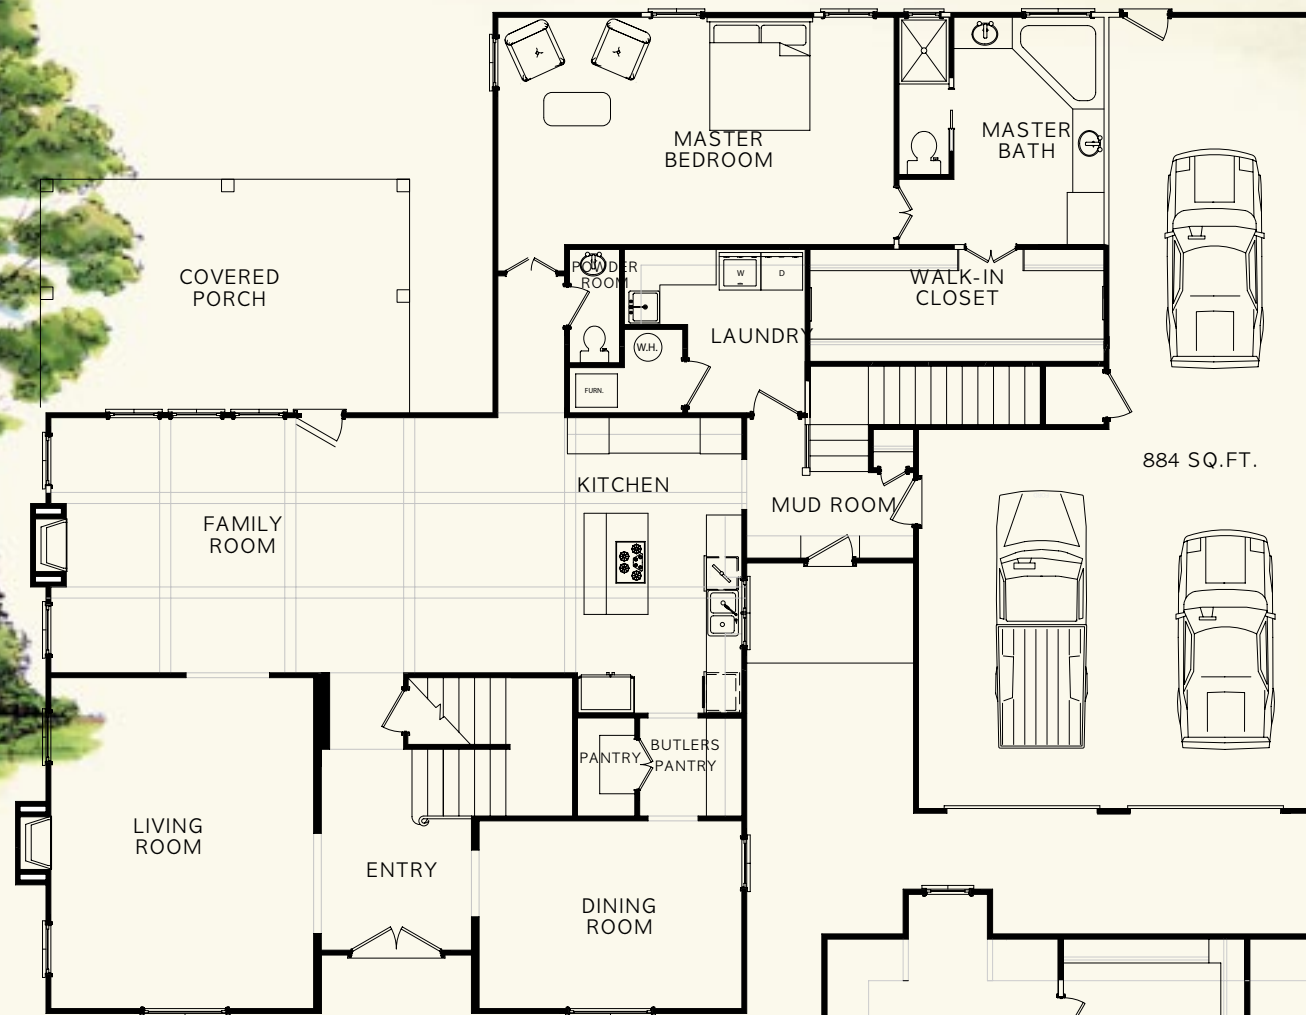 MASTER
BEDROOM
MASTER
BATH
COVERED
PORCH
POWDER
ROOM
W
D
WALK-IN
CLOSET
LAUNDRY
W.H.
FURN.
884 SQ.FT.
KITCHEN
MUD ROOM
FAMILY
ROOM
PANTRY
BUTLERS
PANTRY
LIVING
ROOM
ENTRY
DINING
ROOM